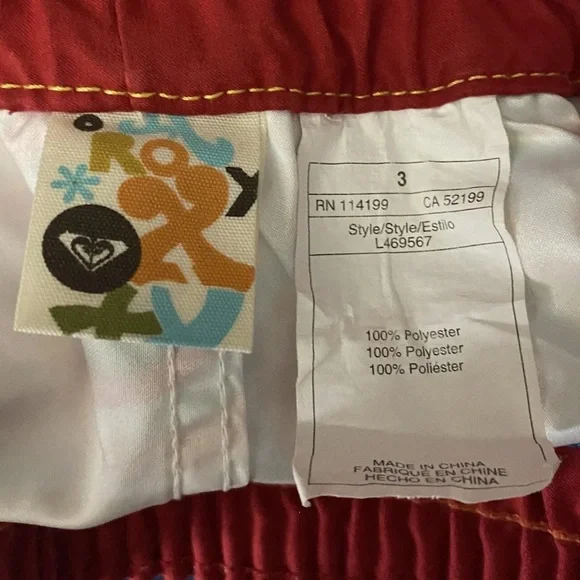 ROXY
3
RN 114199 CA 52199
Style/Style/Estilo
L469567
100% Polyester
100% Polyester
100% Poliéster
MADE IN CHINA
FABRIQUÉ EN CHINE
HECHO EN CHINA